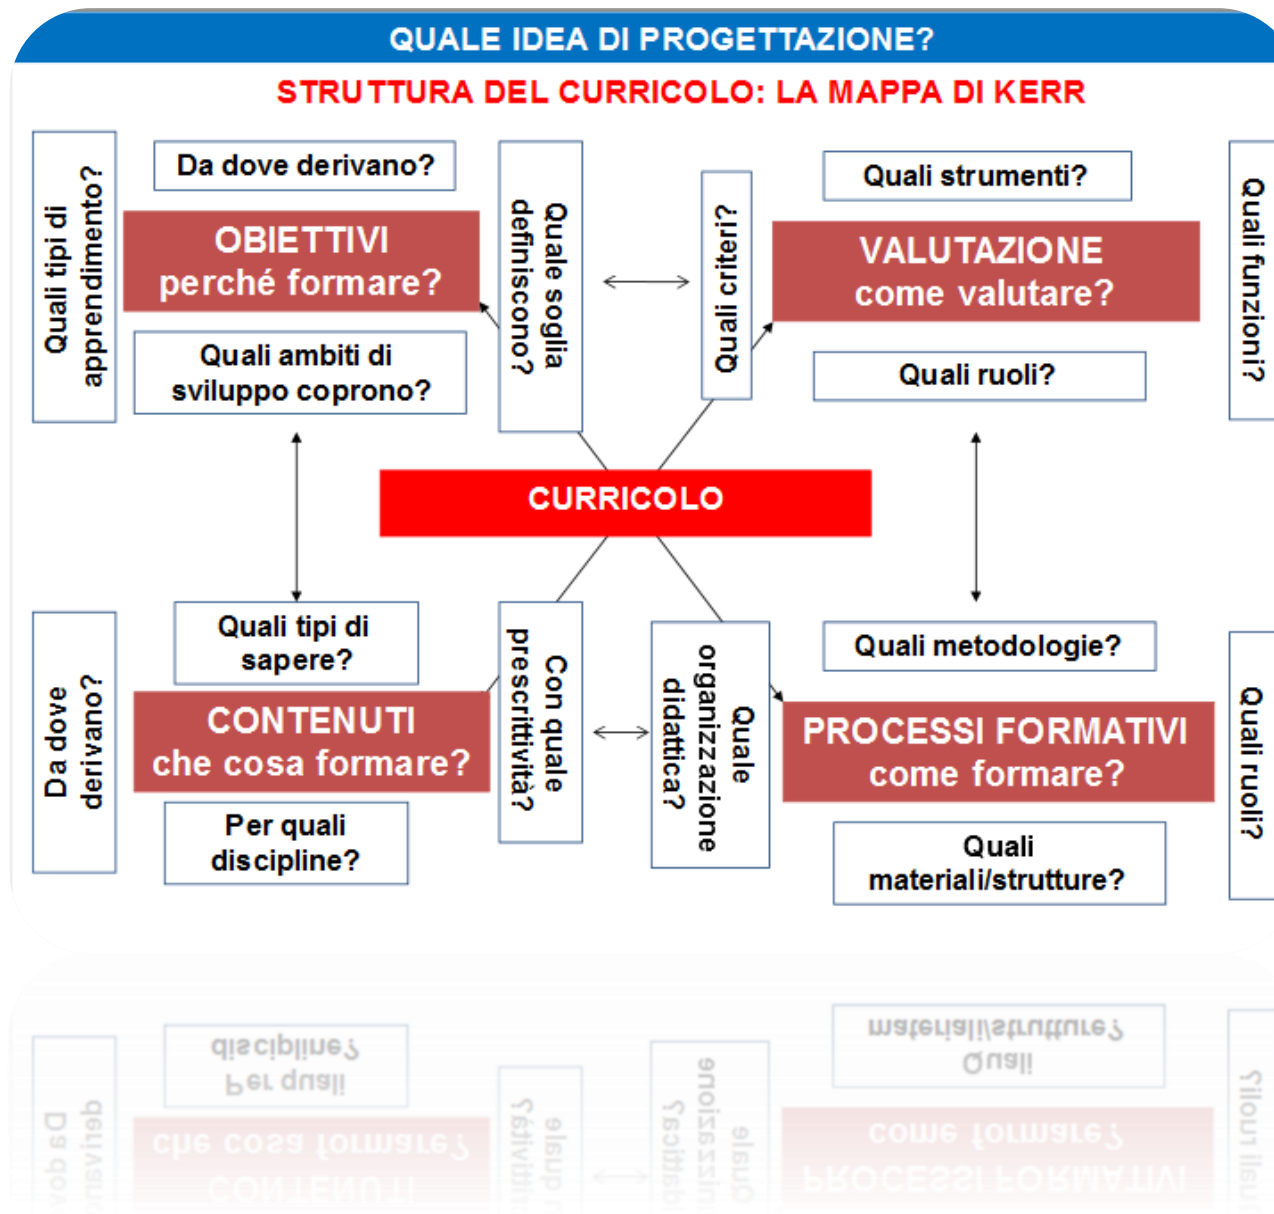 QUALE IDEA DI PROGETTAZIONE?
STRUTTURA DEL CURRICOLO: LA MAPPA DI KERR
Quali tipi di
apprendimento?
Da dove derivano?
OBIETTIVI
perché formare?
Quali ambiti di
sviluppo coprono?
Quale soglia
definiscono?
Quali criteri?
Quali strumenti?
VALUTAZIONE
come valutare?
Quali ruoli?
Quali funzioni?
CURRICOLO
Da dove
derivano?
Quali tipi di
sapere?
CONTENUTI
che cosa formare?
Per quali
discipline?
Con quale
prescrittività?
Quale
organizzazione
didattica?
Quali metodologie?
PROCESSI FORMATIVI
come formare?
Quali
materiali/strutture?
Quali ruoli?